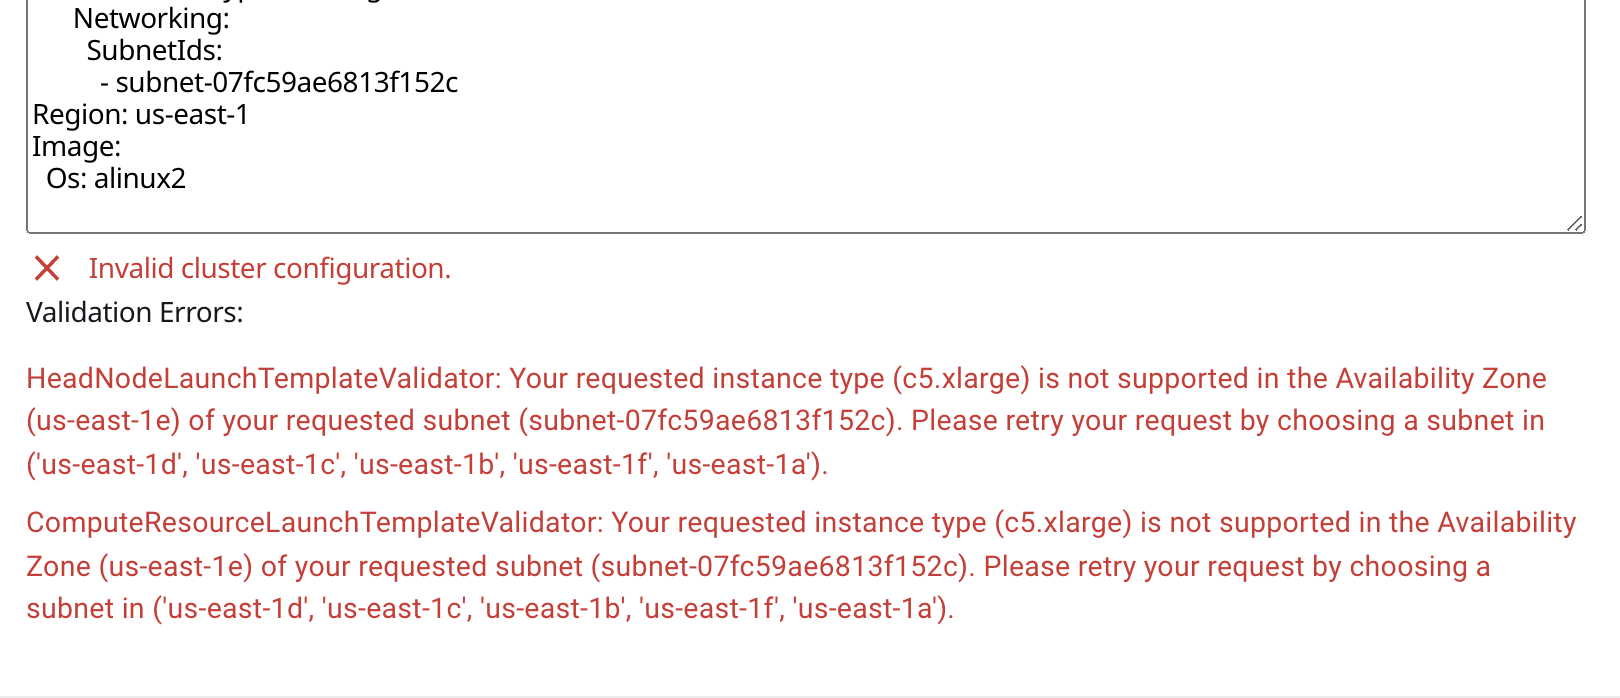 Networking:
SubnetIds:
- subnet-07fc59ae6813f152c
Region: us-east-1
Image:
Os: alinux2
Invalid cluster configuration.
Validation Errors:
HeadNodeLaunchTemplateValidator: Your requested instance type (c5.xlarge) is not supported in the Availability Zone
(us-east-1e) of your requested subnet (subnet-07fc59ae6813f152c). Please retry your request by choosing a subnet in
('us-east-1d', 'us-east-1c', 'us-east-1b', 'us-east-1f', 'us-east-1a').
ComputeResourceLaunchTemplateValidator: Your requested instance type (c5.xlarge) is not supported in the Availability
Zone (us-east-1e) of your requested subnet (subnet-07fc59ae6813f152c). Please retry your request by choosing a
subnet in ('us-east-1d', 'us-east-1c', 'us-east-1b', 'us-east-1f', 'us-east-1a').